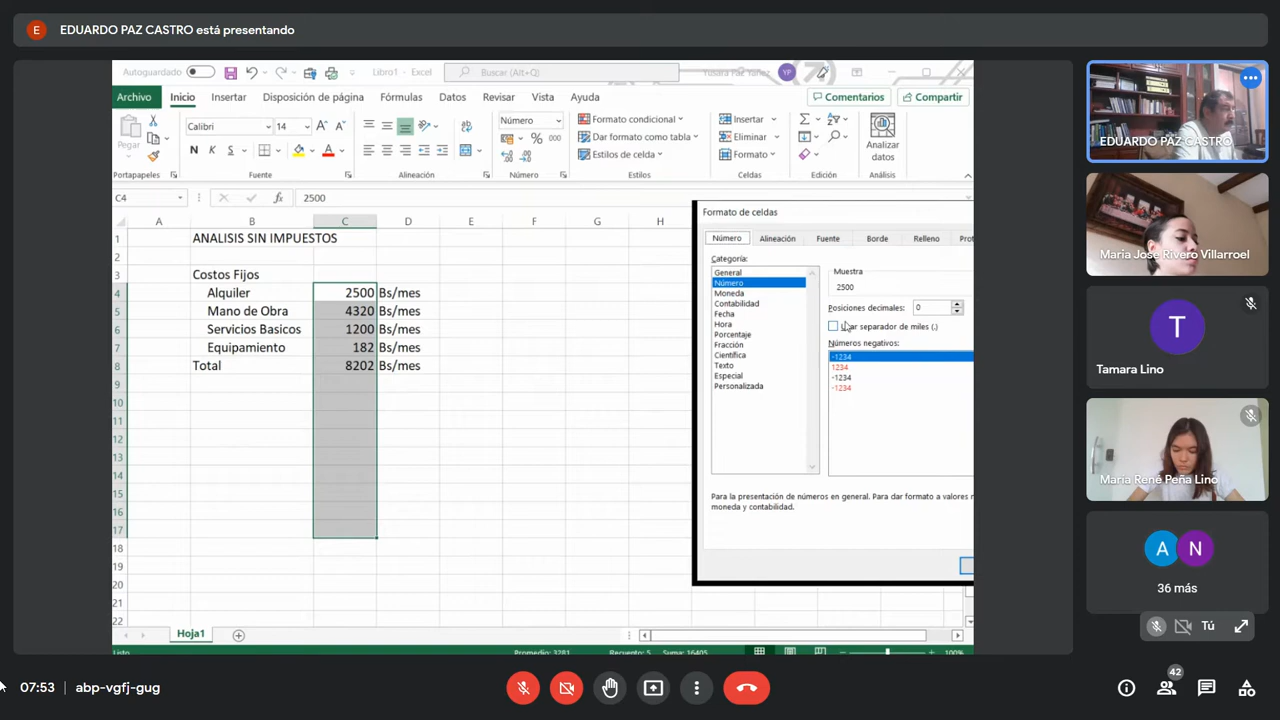 E EDUARDO PAZ CASTRO está presentando
Autoguardado Libro1 - Excel Buscar (Alt+Q) YP
Archivo Inicio Insertar Disposición de página Fórmulas Datos Revisar Vista Ayuda Comentarios Compartir
Pegar
Calibri 14
N K S
Número
% 000
Formato condicional
Dar formato como tabla
Estilos de celda
Insertar
Eliminar
Formato
Analizar
datos
Portapapeles Fuente Alineación Número Estilos Celdas Edición Análisis
C4 fx 2500
A B C D E F G H
1 ANALISIS SIN IMPUESTOS
2
3 Costos Fijos
4 Alquiler 2500 Bs/mes
5 Mano de Obra 4320 Bs/mes
6 Servicios Basicos 1200 Bs/mes
7 Equipamiento 182 Bs/mes
8 Total 8202 Bs/mes
9
10
11
12
13
14
15
16
17
18
19
20
21
22
Hoja1
Listo Promedio: 3281 Recuento: 5 Suma: 16405 100%
Formato de celdas
Número Alineación Fuente Borde Relleno Prot
Categoría:
General
Número
Moneda
Contabilidad
Fecha
Hora
Porcentaje
Fracción
Científica
Texto
Especial
Personalizada
Muestra
2500
Posiciones decimales: 0
Usar separador de miles (.)
Números negativos:
-1234
1234
-1234
-1234
Para la presentación de números en general. Para dar formato a valores
moneda y contabilidad.
EDUARDO PAZ CASTRO
Maria Jose Rivero Villarroel
T
Tamara Lino
María René Peña Lino
A N
36 más
Tú
07:53 abp-vgfj-gug
42